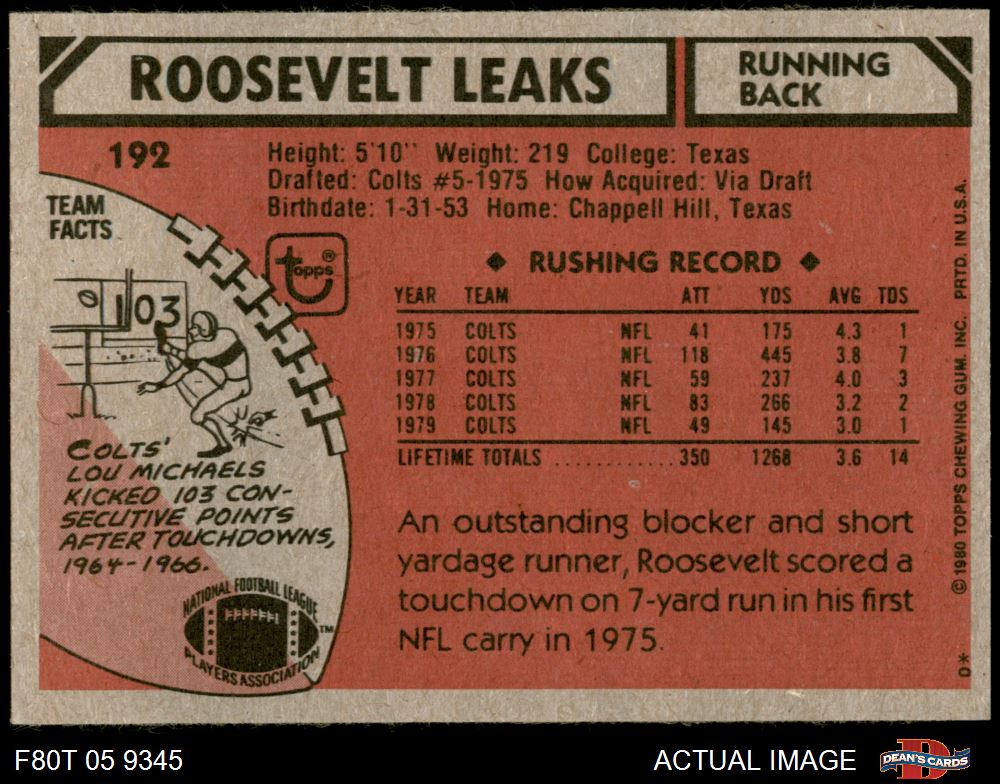 ROOSEVELT LEAKS
RUNNING
BACK
192
Height: 5'10" Weight: 219 College: Texas
Drafted: Colts #5-1975 How Acquired: Via Draft
Birthdate: 1-31-53 Home: Chappell Hill, Texas
TEAM
FACTS
103
COLTS'
LOU MICHAELS
KICKED 103 CON-
SECUTIVE POINTS
AFTER TOUCHDOWNS,
1964-1966.
NATIONAL FOOTBALL LEAGUE
PLAYERS ASSOCIATION
TM
topps ®
◆ RUSHING RECORD ◆
YEAR TEAM ATT YDS AVG TDS
1975 COLTS NFL 41 175 4.3 1
1976 COLTS NFL 118 445 3.8 7
1977 COLTS NFL 59 237 4.0 3
1978 COLTS NFL 83 266 3.2 2
1979 COLTS NFL 49 145 3.0 1
LIFETIME TOTALS ............ 350 1268 3.6 14
An outstanding blocker and short
yardage runner, Roosevelt scored a
touchdown on 7-yard run in his first
NFL carry in 1975.
© 1980 TOPPS CHEWING GUM, INC. PRTD. IN U.S.A.
D*
F80T 05 9345
ACTUAL IMAGE
D
DEAN'S CARDS